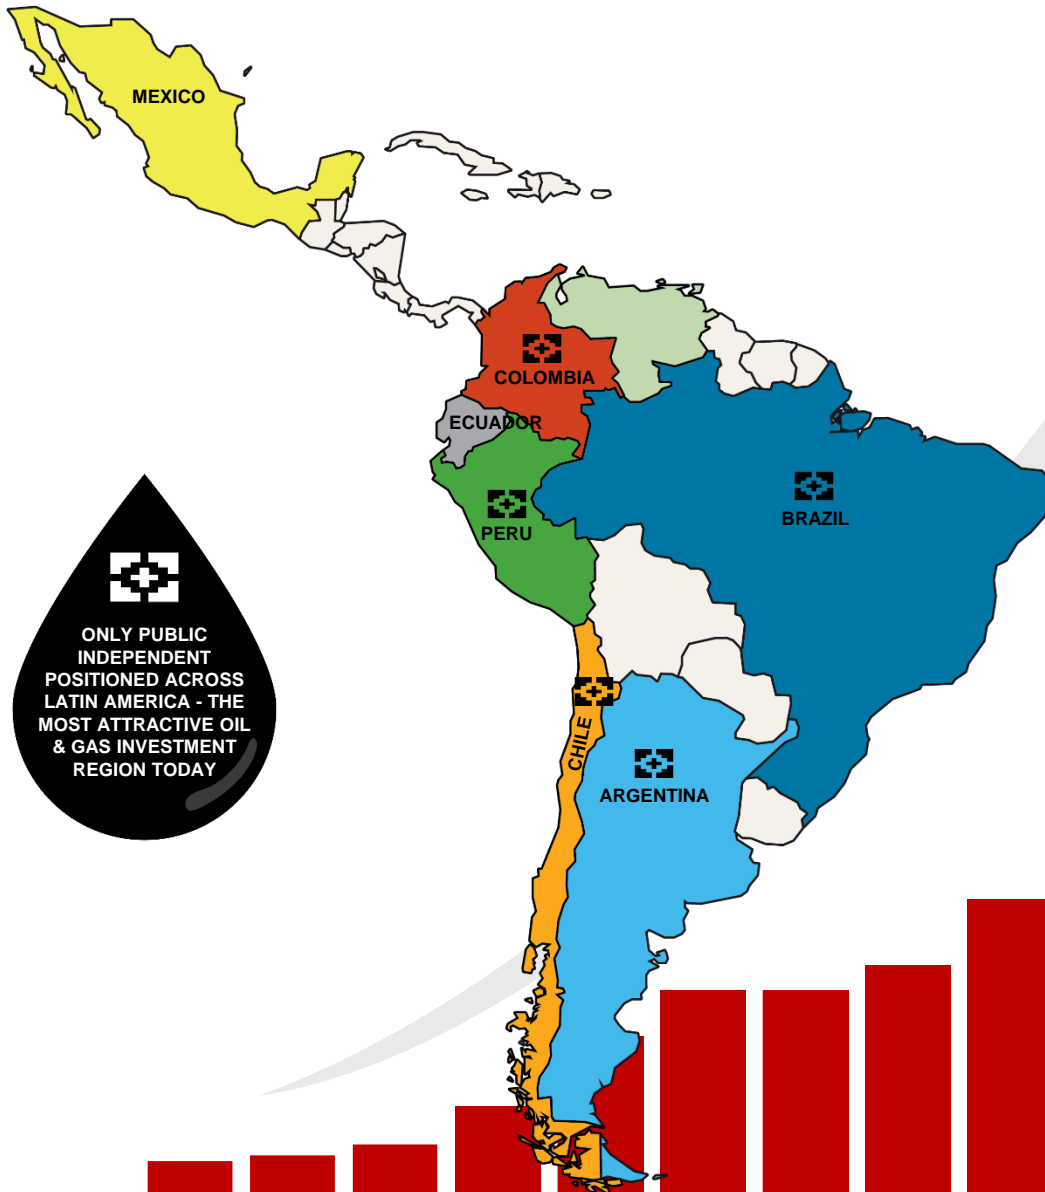 MEXICO
COLOMBIA
ECUADOR
PERU
BRAZIL
ONLY PUBLIC
INDEPENDENT
POSITIONED ACROSS
LATIN AMERICA - THE
MOST ATTRACTIVE OIL
& GAS INVESTMENT
REGION TODAY
CHILE
ARGENTINA